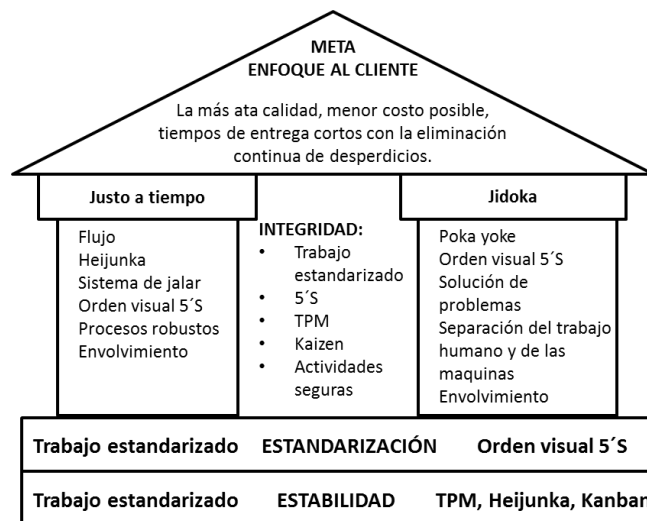 META
ENFOQUE AL CLIENTE
La más ata calidad, menor costo posible,
tiempos de entrega cortos con la eliminación
continua de desperdicios.
Justo a tiempo
Flujo
Heijunka
Sistema de jalar
Orden visual 5´S
Procesos robustos
Envolvimiento
INTEGRIDAD:
• Trabajo
estandarizado
• 5´S
• TPM
• Kaizen
• Actividades
seguras
Jidoka
Poka yoke
Orden visual 5´S
Solución de
problemas
Separación del trabajo
humano y de las
maquinas
Envolvimiento
Trabajo estandarizado ESTANDARIZACIÓN Orden visual 5´S
Trabajo estandarizado ESTABILIDAD TPM, Heijunka, Kanban